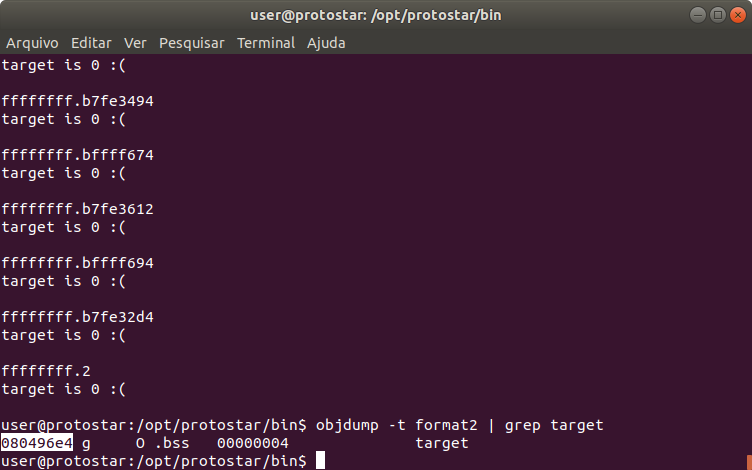 user@protostar: /opt/protostar/bin
Arquivo Editar Ver Pesquisar Terminal Ajuda
target is 0 :(
ffffffff.b7fe3494
target is 0 :(
ffffffff.bffff674
target is 0 :(
ffffffff.b7fe3612
target is 0 :(
ffffffff.bffff694
target is 0 :(
ffffffff.b7fe32d4
target is 0 :(
ffffffff.2
target is 0 :(
user@protostar:/opt/protostar/bin$ objdump -t format2 | grep target
080496e4 g     O .bss   00000004              target
user@protostar:/opt/protostar/bin$